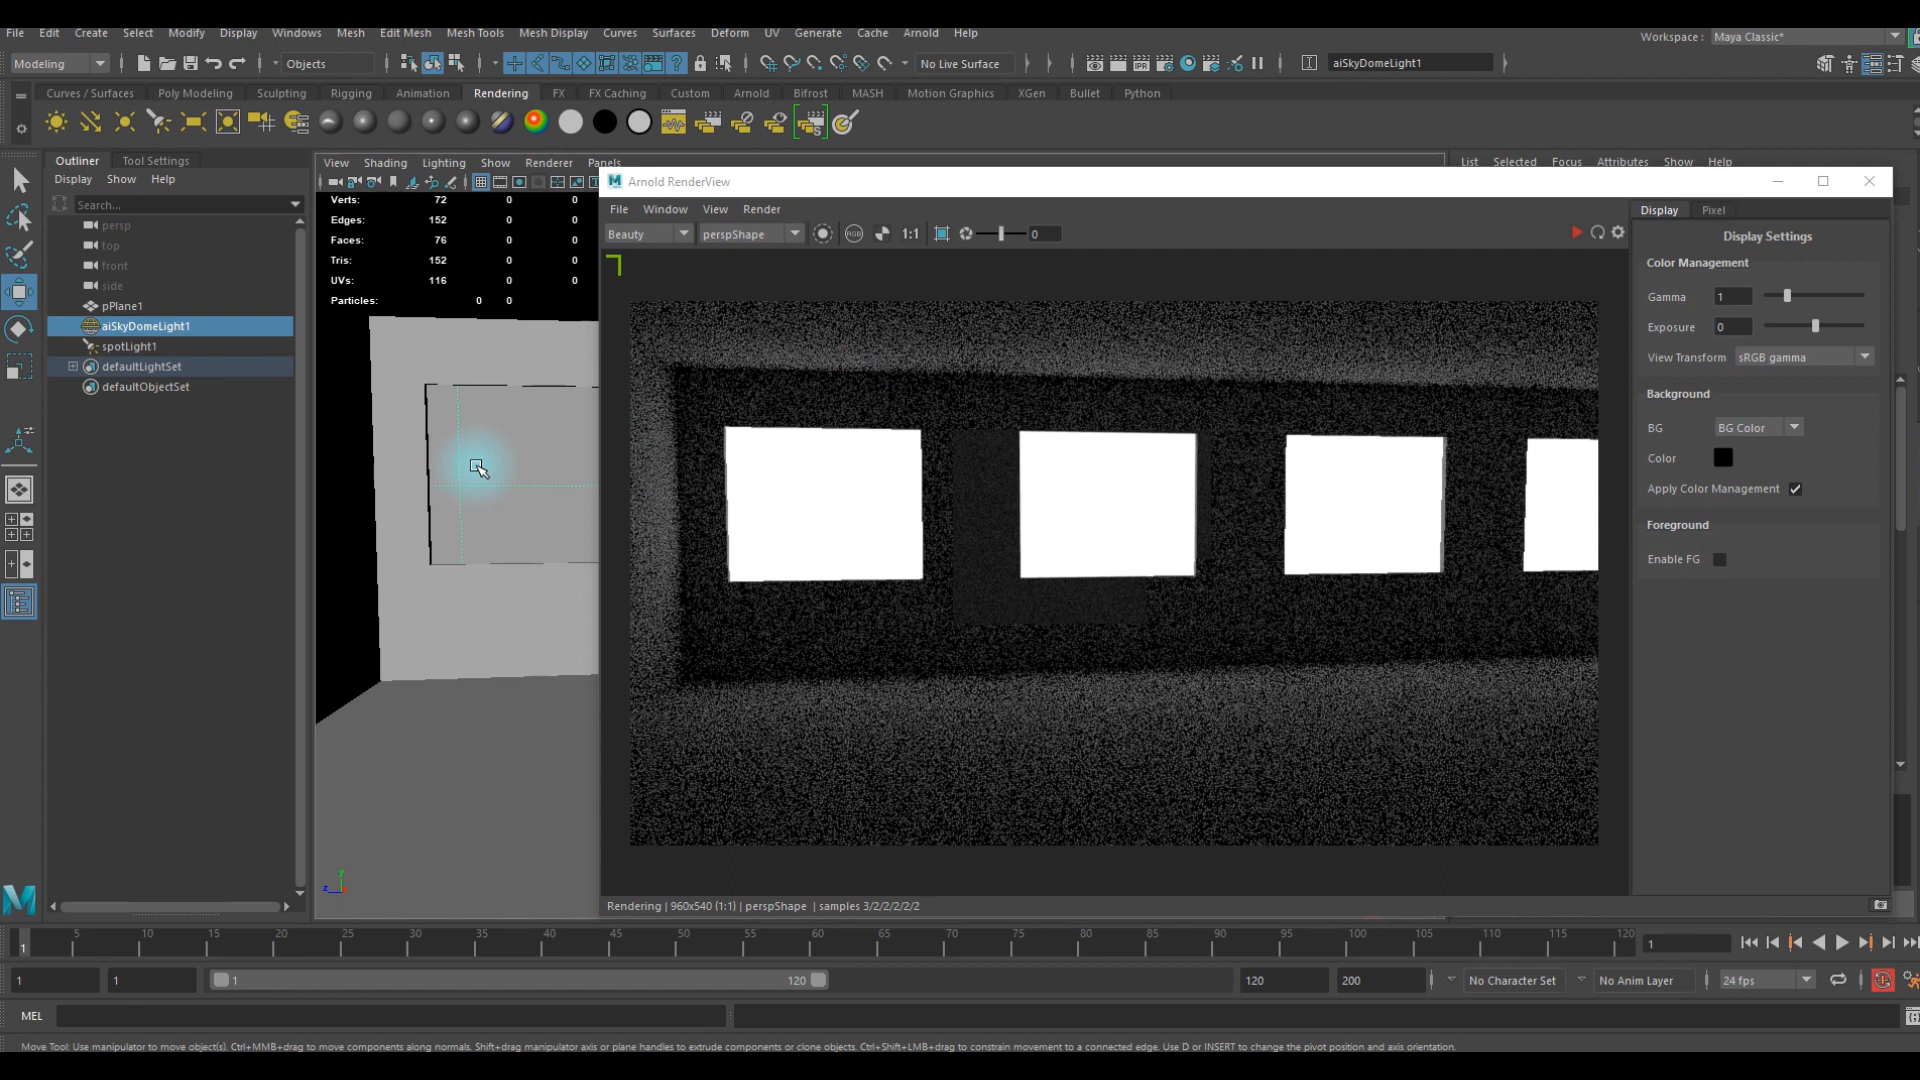 File Edit Create Select Modify Display Windows Mesh Edit Mesh Mesh Tools Mesh Display Curves Surfaces Deform UV Generate Cache Arnold Help
Workspace : Maya Classic*
Modeling Objects No Live Surface aiSkyDomeLight1
Curves / Surfaces Poly Modeling Sculpting Rigging Animation Rendering FX FX Caching Custom Arnold Bifrost MASH Motion Graphics XGen Bullet Python
IPR
S
Outliner Tool Settings
Display Show Help
Search...
persp
top
front
side
pPlane1
aiSkyDomeLight1
spotLight1
defaultLightSet
defaultObjectSet
View Shading Lighting Show Renderer Panels
List Selected Focus Attributes Show Help
Verts: 72 0 0
Edges: 152 0 0
Faces: 76 0 0
Tris: 152 0 0
UVs: 116 0 0
Particles: 0 0
y
z
M Arnold RenderView
File Window View Render
Beauty perspShape RGB 1:1 0
Display Pixel
Display Settings
Color Management
Gamma 1
Exposure 0
View Transform sRGB gamma
Background
BG BG Color
Color
Apply Color Management
Foreground
Enable FG
Rendering | 960x540 (1:1) | perspShape | samples 3/2/2/2/2/2
1 5 10 15 20 25 30 35 40 45 50 55 60 65 70 75 80 85 90 95 100 105 110 115 120
1
1 1 1 120 120 200 No Character Set No Anim Layer 24 fps
MEL
Move Tool: Use manipulator to move object(s). Ctrl+MMB+drag to move components along normals. Shift+drag manipulator axis or plane handles to extrude components or clone objects. Ctrl+Shift+LMB+drag to constrain movement to a connected edge. Use D or INSERT to change the pivot position and axis orientation.